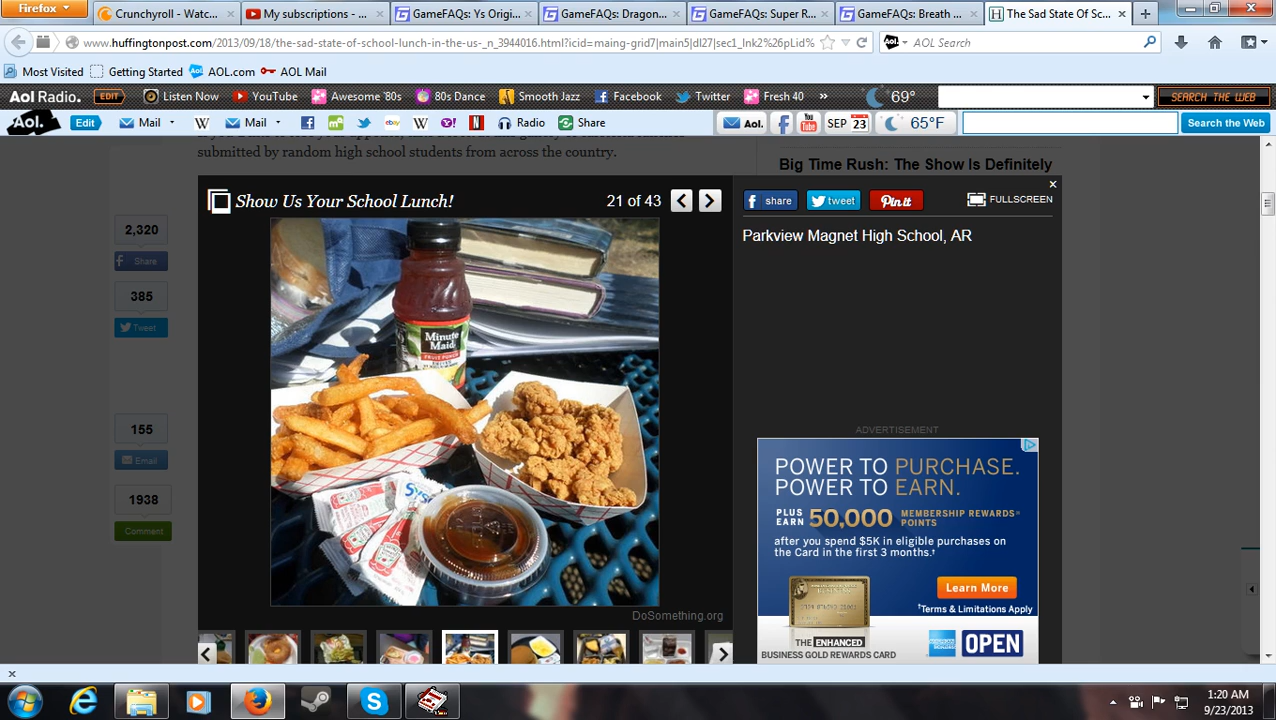 Firefox
Crunchyroll - Watc...
My subscriptions - ...
GameFAQs: Ys Origi...
GameFAQs: Dragon...
GameFAQs: Super R...
GameFAQs: Breath ...
The Sad State Of Sc...
www.huffingtonpost.com/2013/09/18/the-sad-state-of-school-lunch-in-the-us-_n_3944016.html?icid=maing-grid7|main5|dl27|sec1_lnk2%26pLid%
AOL Search
Most Visited
Getting Started
AOL.com
AOL Mail
Aol Radio.
EDIT
Listen Now
YouTube
Awesome '80s
80s Dance
Smooth Jazz
Facebook
Twitter
Fresh 40
69°
SEARCH THE WEB
Aol.
Edit
Mail
Mail
Radio
Share
Aol.
You Tube
SEP 23
65°F
Search the Web
submitted by random high school students from across the country.
Big Time Rush: The Show Is Definitely
Show Us Your School Lunch!
21 of 43
share
tweet
Pin it
FULLSCREEN
Parkview Magnet High School, AR
2,320
Share
385
Tweet
155
Email
1938
Comment
Minute Maid
FRUIT PUNCH
Sysco
DoSomething.org
ADVERTISEMENT
POWER TO PURCHASE.
POWER TO EARN.
PLUS EARN 50,000 MEMBERSHIP REWARDS® POINTS
after you spend $5K in eligible purchases on
the Card in the first 3 months.†
Learn More
†Terms & Limitations Apply
THE ENHANCED
BUSINESS GOLD REWARDS CARD
OPEN
1:20 AM
9/23/2013